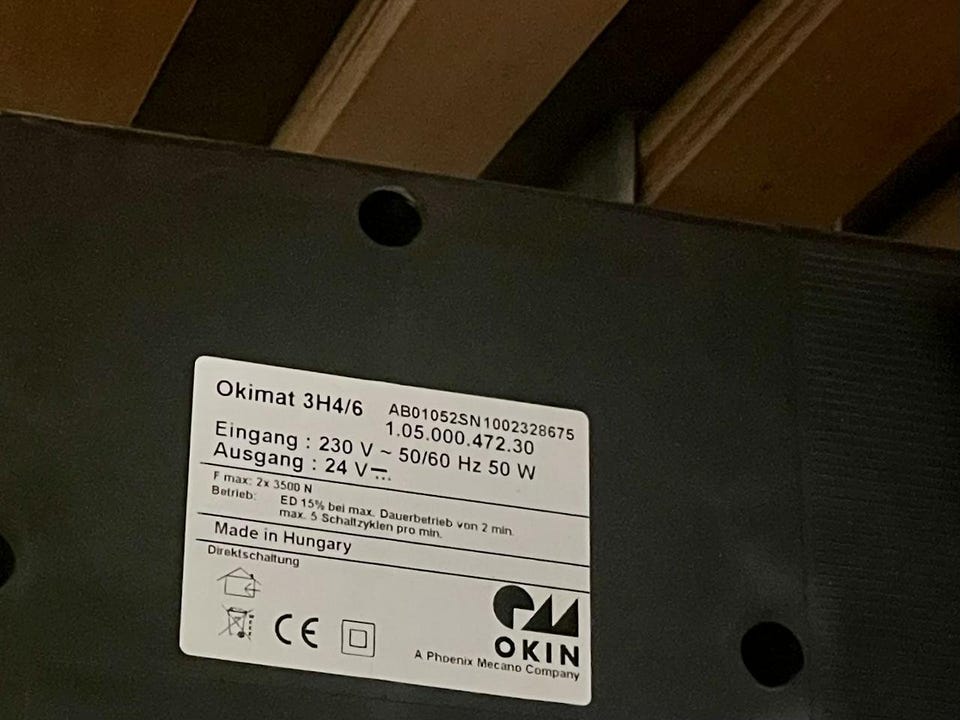 Okimat 3H4/6 AB01052SN1002328675
1.05.000.472.30
Eingang : 230 V ~ 50/60 Hz 50 W
Ausgang : 24 V ⎓
F max: 2x 3500 N
Betrieb: ED 15% bei max. Dauerbetrieb von 2 min.
max. 5 Schaltzyklen pro min.
Made in Hungary
Direktschaltung
CE
OKIN
A Phoenix Mecano Company